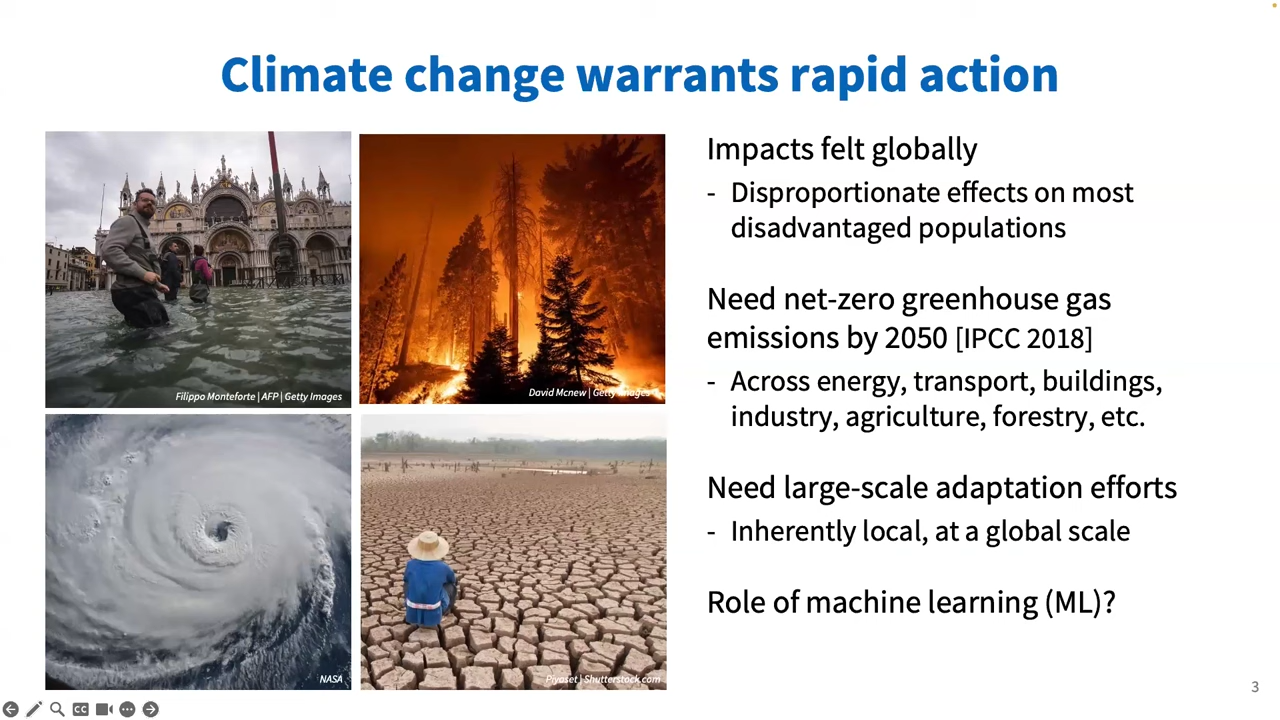 Climate change warrants rapid action
Filippo Monteforte | AFP | Getty Images
David Mcnew | Getty Images
NASA
Piyaset | Shutterstock.com
Impacts felt globally
- Disproportionate effects on most
disadvantaged populations
Need net-zero greenhouse gas
emissions by 2050 [IPCC 2018]
- Across energy, transport, buildings,
industry, agriculture, forestry, etc.
Need large-scale adaptation efforts
- Inherently local, at a global scale
Role of machine learning (ML)?
3
CC